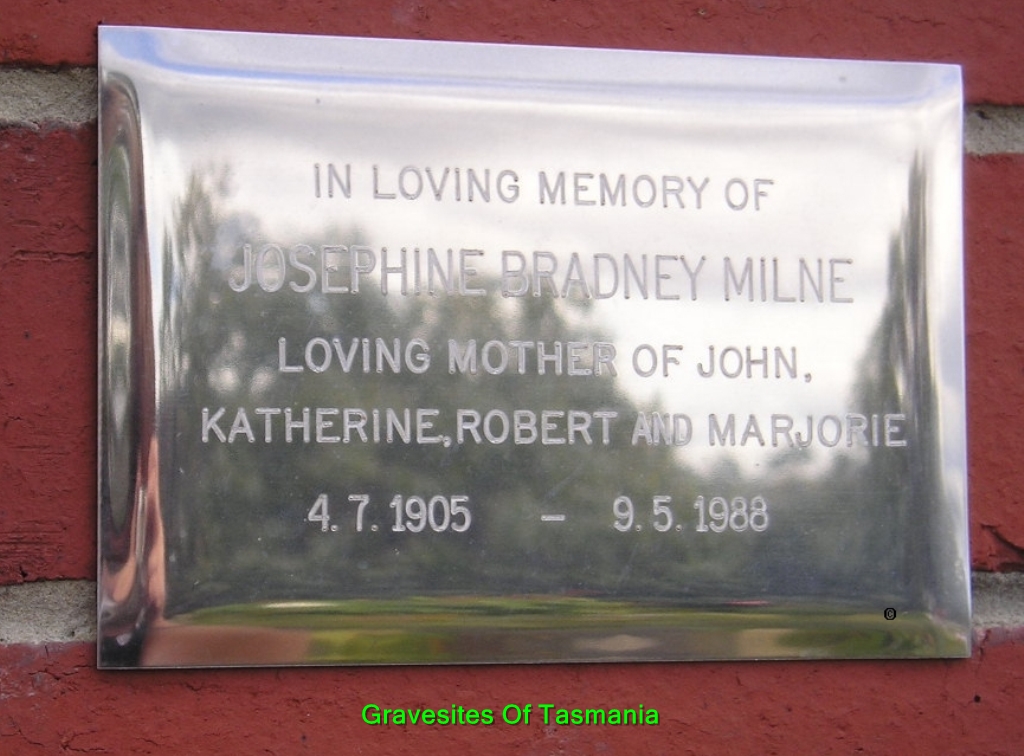 IN LOVING MEMORY OF
JOSEPHINE BRADNEY MILNE
LOVING MOTHER OF JOHN,
KATHERINE, ROBERT AND MARJORIE
4. 7. 1905 – 9. 5. 1988
©
Gravesites Of Tasmania